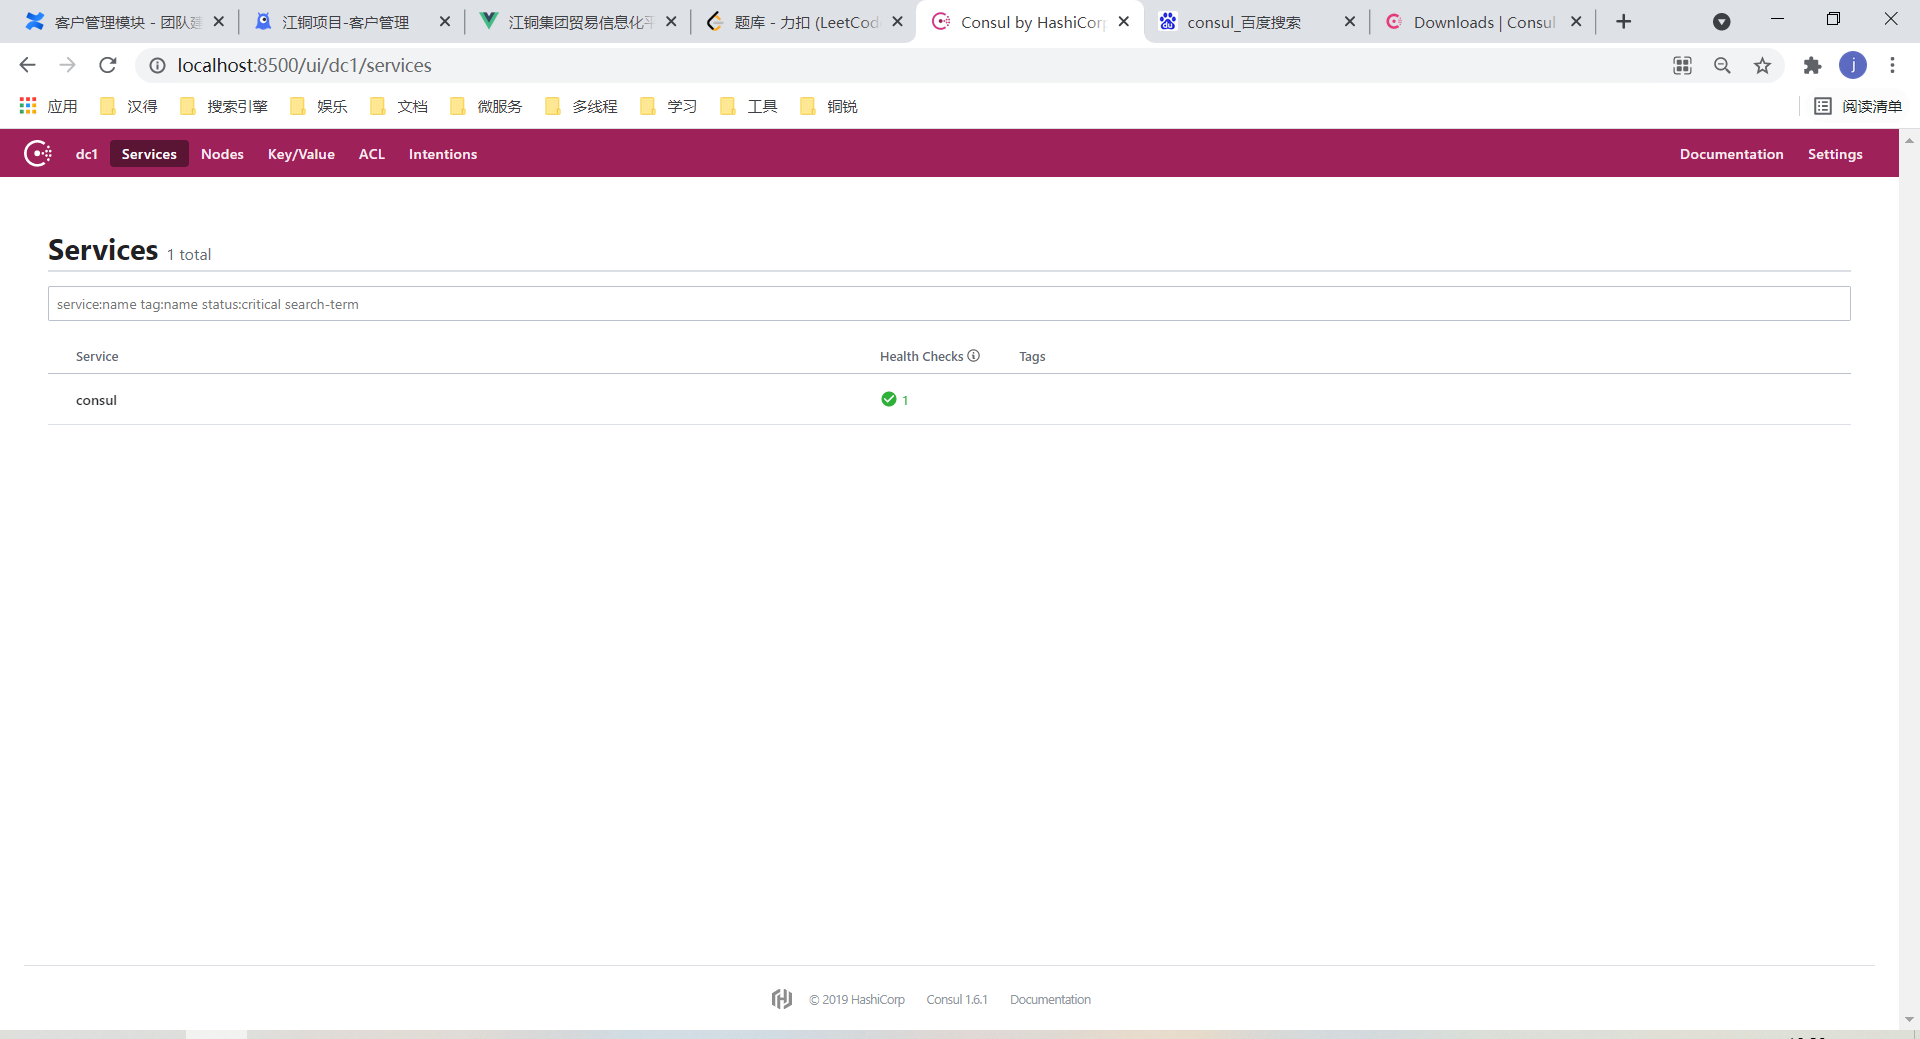 客户管理模块 - 团队建
江铜项目-客户管理
江铜集团贸易信息化平
题库 - 力扣 (LeetCod
Consul by HashiCorp
consul_百度搜索
Downloads | Consul
localhost:8500/ui/dc1/services
j
应用
汉得
搜索引擎
娱乐
文档
微服务
多线程
学习
工具
铜锐
阅读清单
dc1
Services
Nodes
Key/Value
ACL
Intentions
Documentation
Settings
Services 1 total
service:name tag:name status:critical search-term
Service
Health Checks
Tags
consul
1
© 2019 HashiCorp
Consul 1.6.1
Documentation